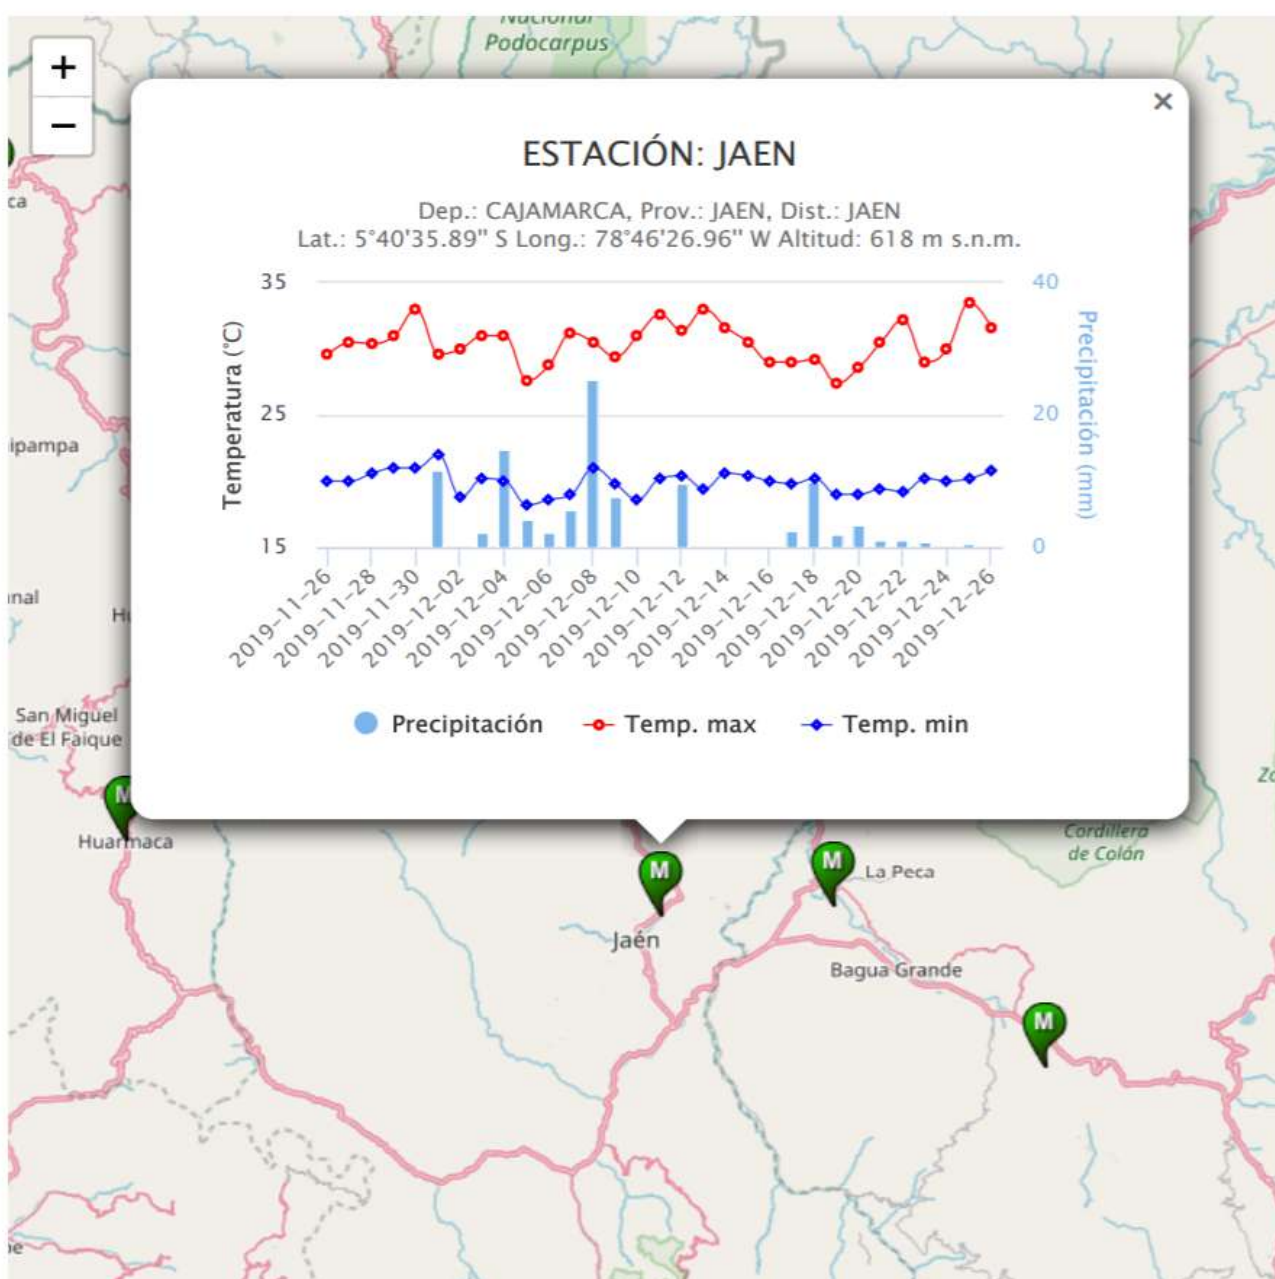 Nacional
Podocarpus
+
−
×
ESTACIÓN: JAEN
Dep.: CAJAMARCA, Prov.: JAEN, Dist.: JAEN
Lat.: 5°40'35.89'' S Long.: 78°46'26.96'' W Altitud: 618 m s.n.m.
35
40
25
20
15
0
Temperatura (°C)
Precipitación (mm)
2019-11-26
2019-11-28
2019-11-30
2019-12-02
2019-12-04
2019-12-06
2019-12-08
2019-12-10
2019-12-12
2019-12-14
2019-12-16
2019-12-18
2019-12-20
2019-12-22
2019-12-24
2019-12-26
Precipitación
Temp. max
Temp. min
ca
ipampa
nal
San Miguel
de El Faique
M
Huarmaca
Cordillera
de Colán
M
M
La Peca
Jaén
Bagua Grande
M